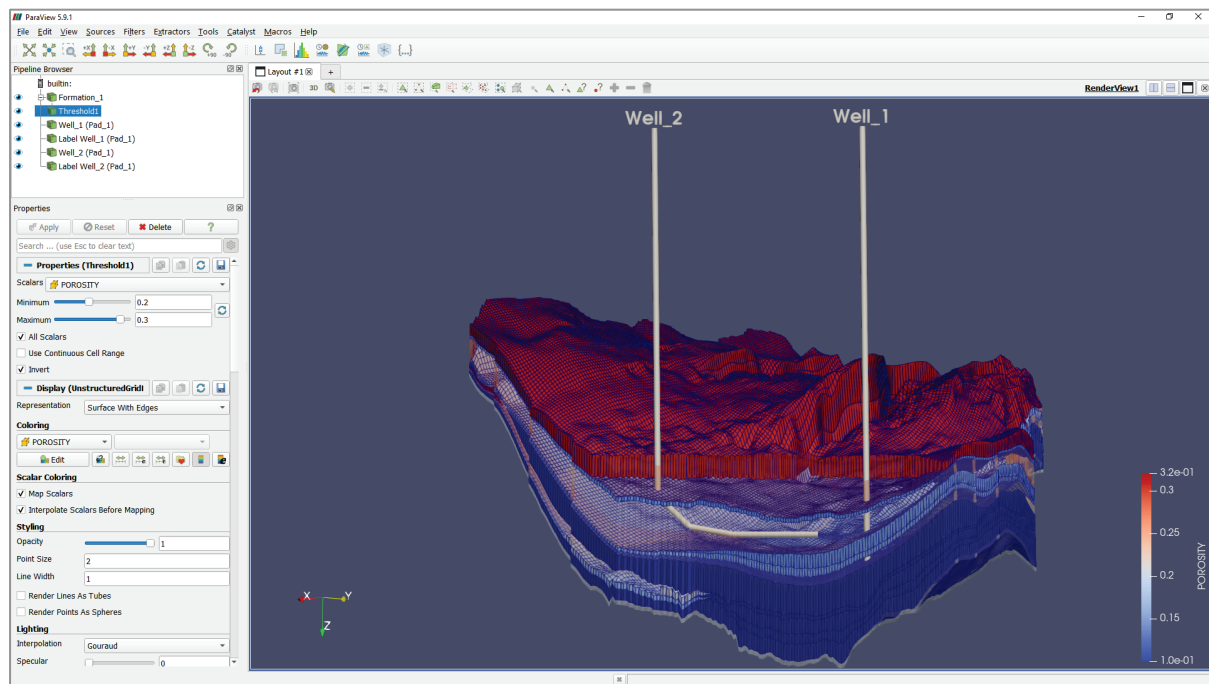 ParaView 5.9.1
File Edit View Sources Filters Extractors Tools Catalyst Macros Help
+X -X +Y -Y +Z -Z +90 -90 {...}
Pipeline Browser
builtin:
Formation_1
Threshold1
Well_1 (Pad_1)
Label Well_1 (Pad_1)
Well_2 (Pad_1)
Label Well_2 (Pad_1)
Properties
Apply Reset Delete ?
Search ... (use Esc to clear text)
Properties (Threshold1)
Scalars POROSITY
Minimum 0.2
Maximum 0.3
All Scalars
Use Continuous Cell Range
Invert
Display (UnstructuredGridI
Representation Surface With Edges
Coloring
POROSITY
Edit
Scalar Coloring
Map Scalars
Interpolate Scalars Before Mapping
Styling
Opacity 1
Point Size 2
Line Width 1
Render Lines As Tubes
Render Points As Spheres
Lighting
Interpolation Gouraud
Specular 0
Layout #1 +
3D RenderView1
Well_2 Well_1
3.2e-01
0.3
0.25
0.2
1.0e-01
POROSITY
X Y
Z